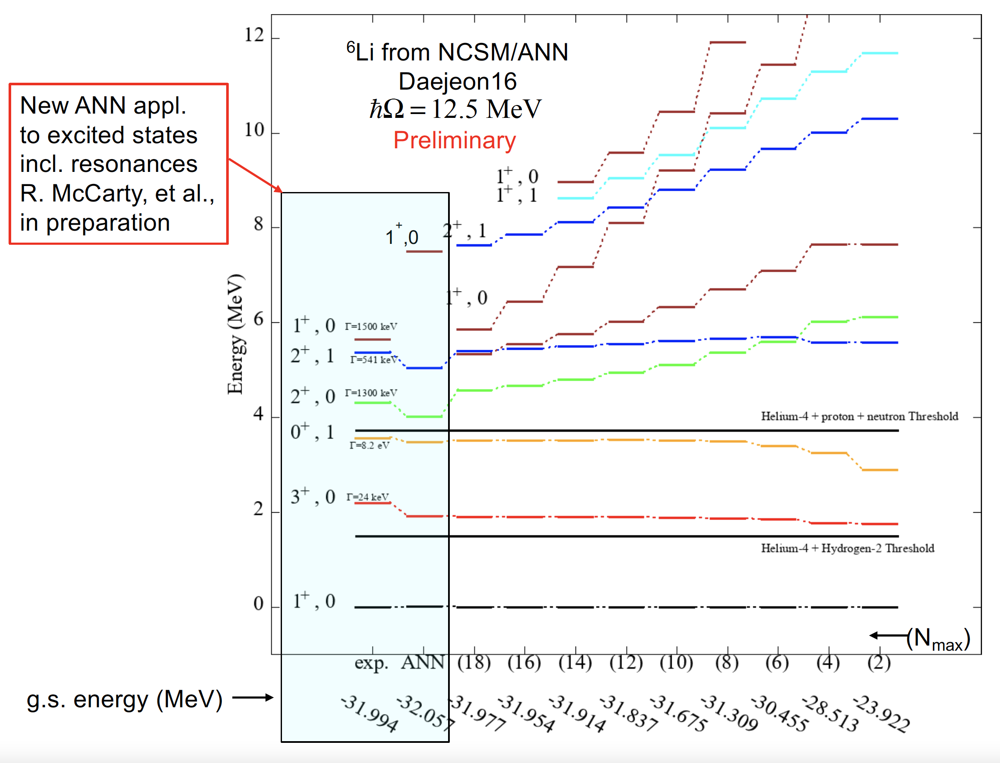 ⁶Li from NCSM/ANN
Daejeon16
ℏΩ = 12.5 MeV
Preliminary
New ANN appl.
to excited states
incl. resonances
R. McCarty, et al.,
in preparation
Energy (MeV)
12
10
8
6
4
2
0
1⁺, 0
1⁺, 1
1⁺,0
2⁺, 1
1⁺, 0
1⁺, 0 Γ=1500 keV
2⁺, 1 Γ=541 keV
2⁺, 0 Γ=1300 keV
0⁺, 1 Γ=8.2 eV
3⁺, 0 Γ=24 keV
1⁺, 0
Helium-4 + proton + neutron Threshold
Helium-4 + Hydrogen-2 Threshold
(Nmax)
exp. ANN (18) (16) (14) (12) (10) (8) (6) (4) (2)
g.s. energy (MeV) -31.994 -32.057 -31.977 -31.954 -31.914 -31.837 -31.675 -31.309 -30.455 -28.513 -23.922